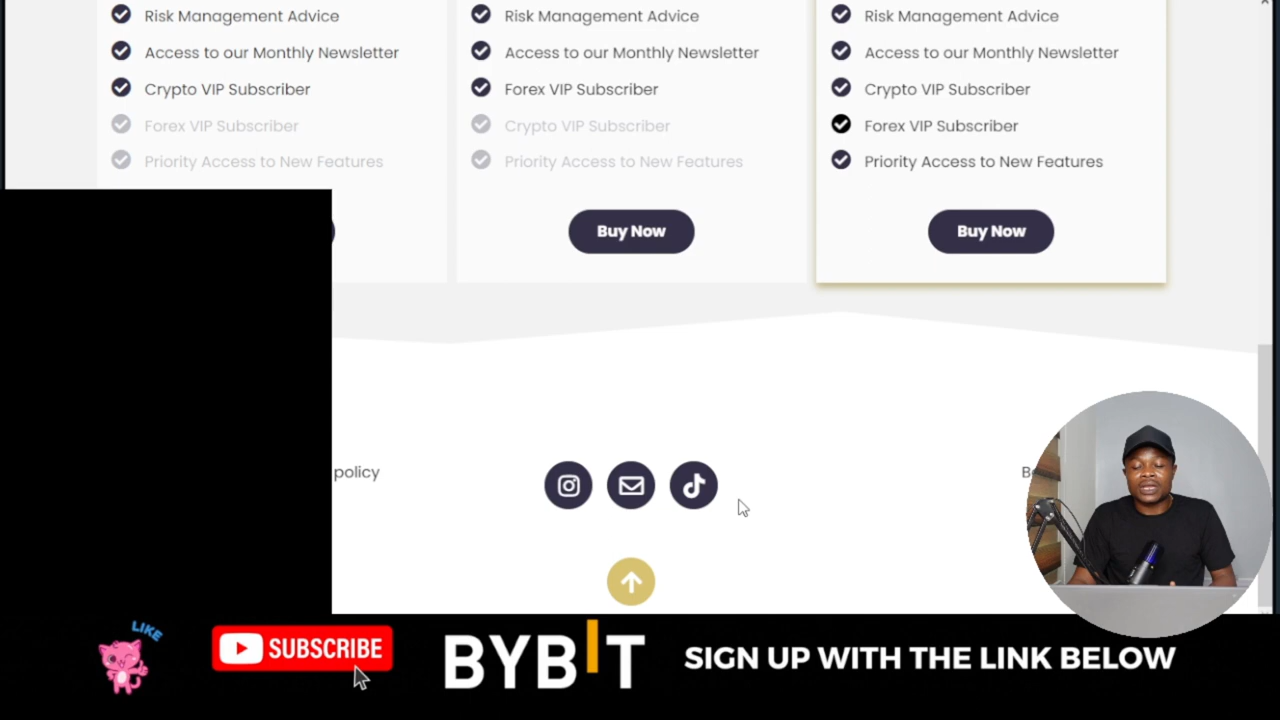 Risk Management Advice
Access to our Monthly Newsletter
Crypto VIP Subscriber
Forex VIP Subscriber
Priority Access to New Features
Risk Management Advice
Access to our Monthly Newsletter
Forex VIP Subscriber
Crypto VIP Subscriber
Priority Access to New Features
Buy Now
Risk Management Advice
Access to our Monthly Newsletter
Crypto VIP Subscriber
Forex VIP Subscriber
Priority Access to New Features
Buy Now
policy
LIKE
SUBSCRIBE
BYBIT
SIGN UP WITH THE LINK BELOW